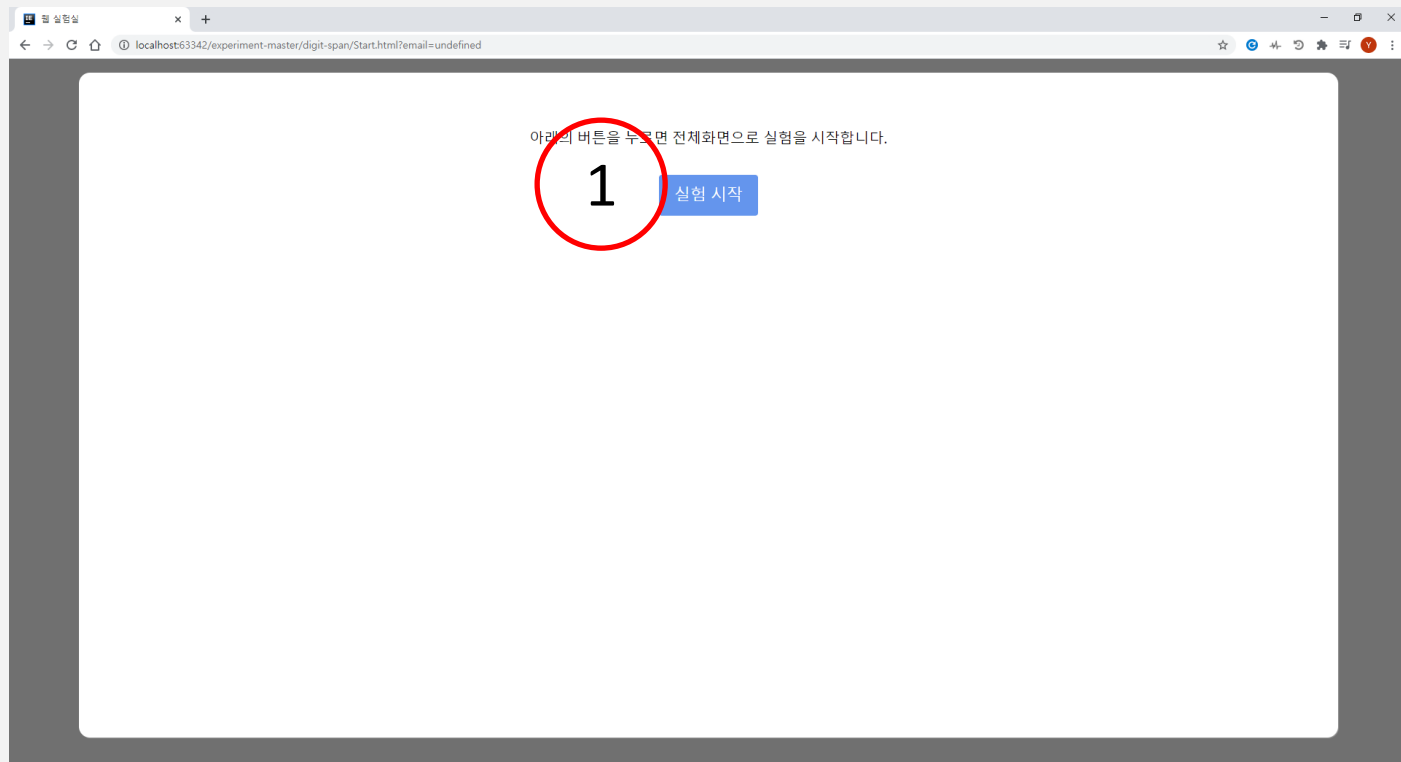 웹 실험실
localhost:63342/experiment-master/digit-span/Start.html?email=undefined
Y
아래의 버튼을 누르면 전체화면으로 실험을 시작합니다.
1
실험 시작